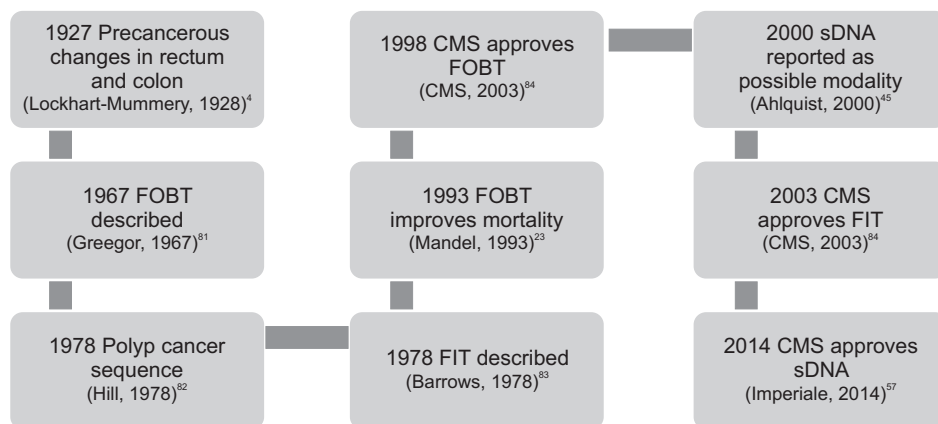 1927 Precancerous
changes in rectum
and colon
(Lockhart-Mummery, 1928)⁴
1967 FOBT
described
(Greegor, 1967)⁸¹
1978 Polyp cancer
sequence
(Hill, 1978)⁸²
1978 FIT described
(Barrows, 1978)⁸³
1993 FOBT
improves mortality
(Mandel, 1993)²³
1998 CMS approves
FOBT
(CMS, 2003)⁸⁴
2000 sDNA
reported as
possible modality
(Ahlquist, 2000)⁴⁵
2003 CMS
approves FIT
(CMS, 2003)⁸⁴
2014 CMS approves
sDNA
(Imperiale, 2014)⁵⁷